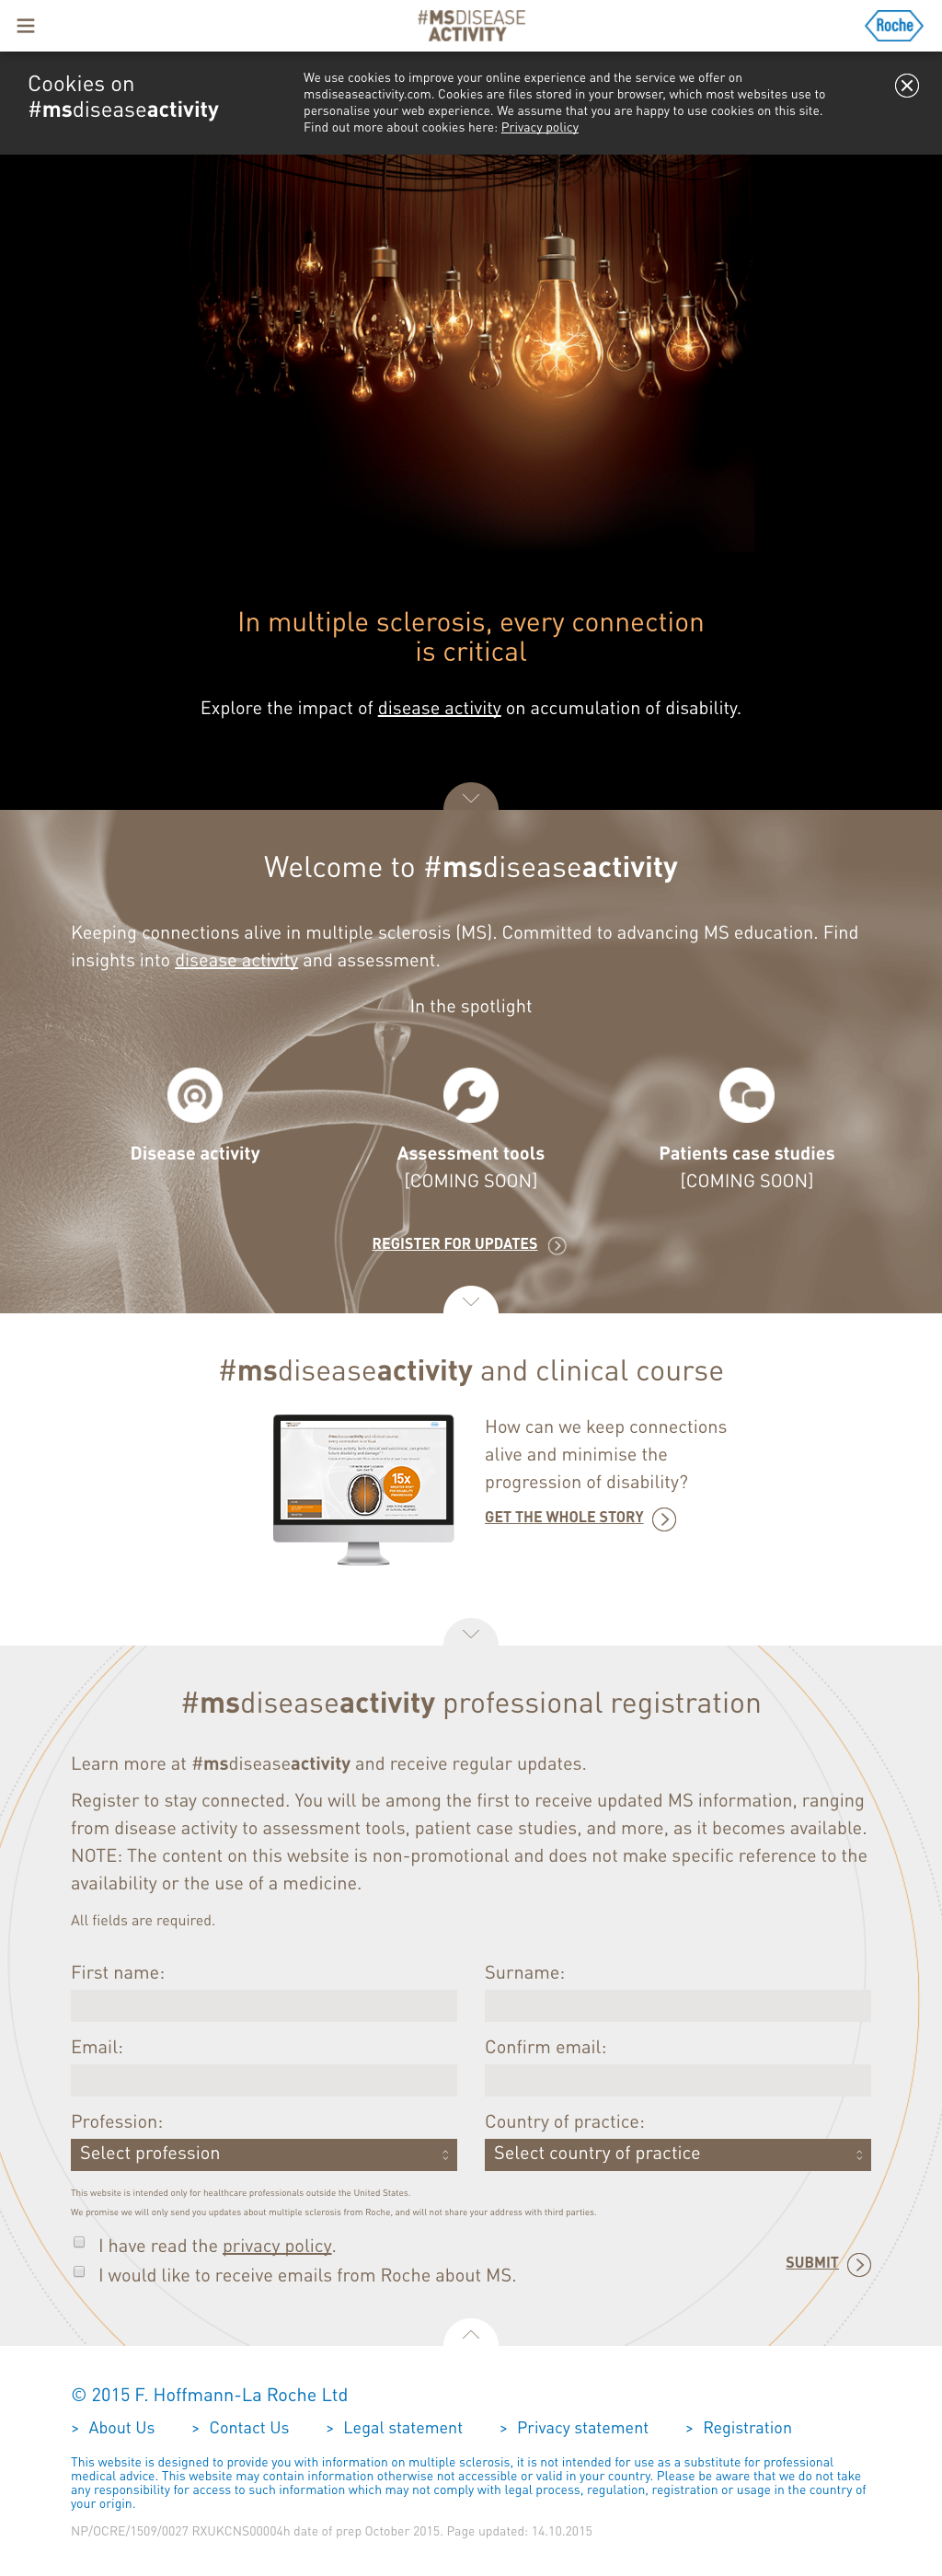 #MSDISEASE
ACTIVITY
Roche
Cookies on
#msdiseaseactivity
We use cookies to improve your online experience and the service we offer on
msdiseaseactivity.com. Cookies are files stored in your browser, which most websites use to
personalise your web experience. We assume that you are happy to use cookies on this site.
Find out more about cookies here: Privacy policy
In multiple sclerosis, every connection
is critical
Explore the impact of disease activity on accumulation of disability.
Welcome to #msdiseaseactivity
Keeping connections alive in multiple sclerosis (MS). Committed to advancing MS education. Find
insights into disease activity and assessment.
In the spotlight
Disease activity
Assessment tools
[COMING SOON]
Patients case studies
[COMING SOON]
REGISTER FOR UPDATES
#msdiseaseactivity and clinical course
15x
How can we keep connections
alive and minimise the
progression of disability?
GET THE WHOLE STORY
#msdiseaseactivity professional registration
Learn more at #msdiseaseactivity and receive regular updates.
Register to stay connected. You will be among the first to receive updated MS information, ranging
from disease activity to assessment tools, patient case studies, and more, as it becomes available.
NOTE: The content on this website is non-promotional and does not make specific reference to the
availability or the use of a medicine.
All fields are required.
First name:
Surname:
Email:
Confirm email:
Profession:
Country of practice:
Select profession
Select country of practice
This website is intended only for healthcare professionals outside the United States.
We promise we will only send you updates about multiple sclerosis from Roche, and will not share your address with third parties.
I have read the privacy policy.
I would like to receive emails from Roche about MS.
SUBMIT
© 2015 F. Hoffmann-La Roche Ltd
> About Us > Contact Us > Legal statement > Privacy statement > Registration
This website is designed to provide you with information on multiple sclerosis, it is not intended for use as a substitute for professional
medical advice. This website may contain information otherwise not accessible or valid in your country. Please be aware that we do not take
any responsibility for access to such information which may not comply with legal process, regulation, registration or usage in the country of
your origin.
NP/OCRE/1509/0027 RXUKCNS00004h date of prep October 2015. Page updated: 14.10.2015